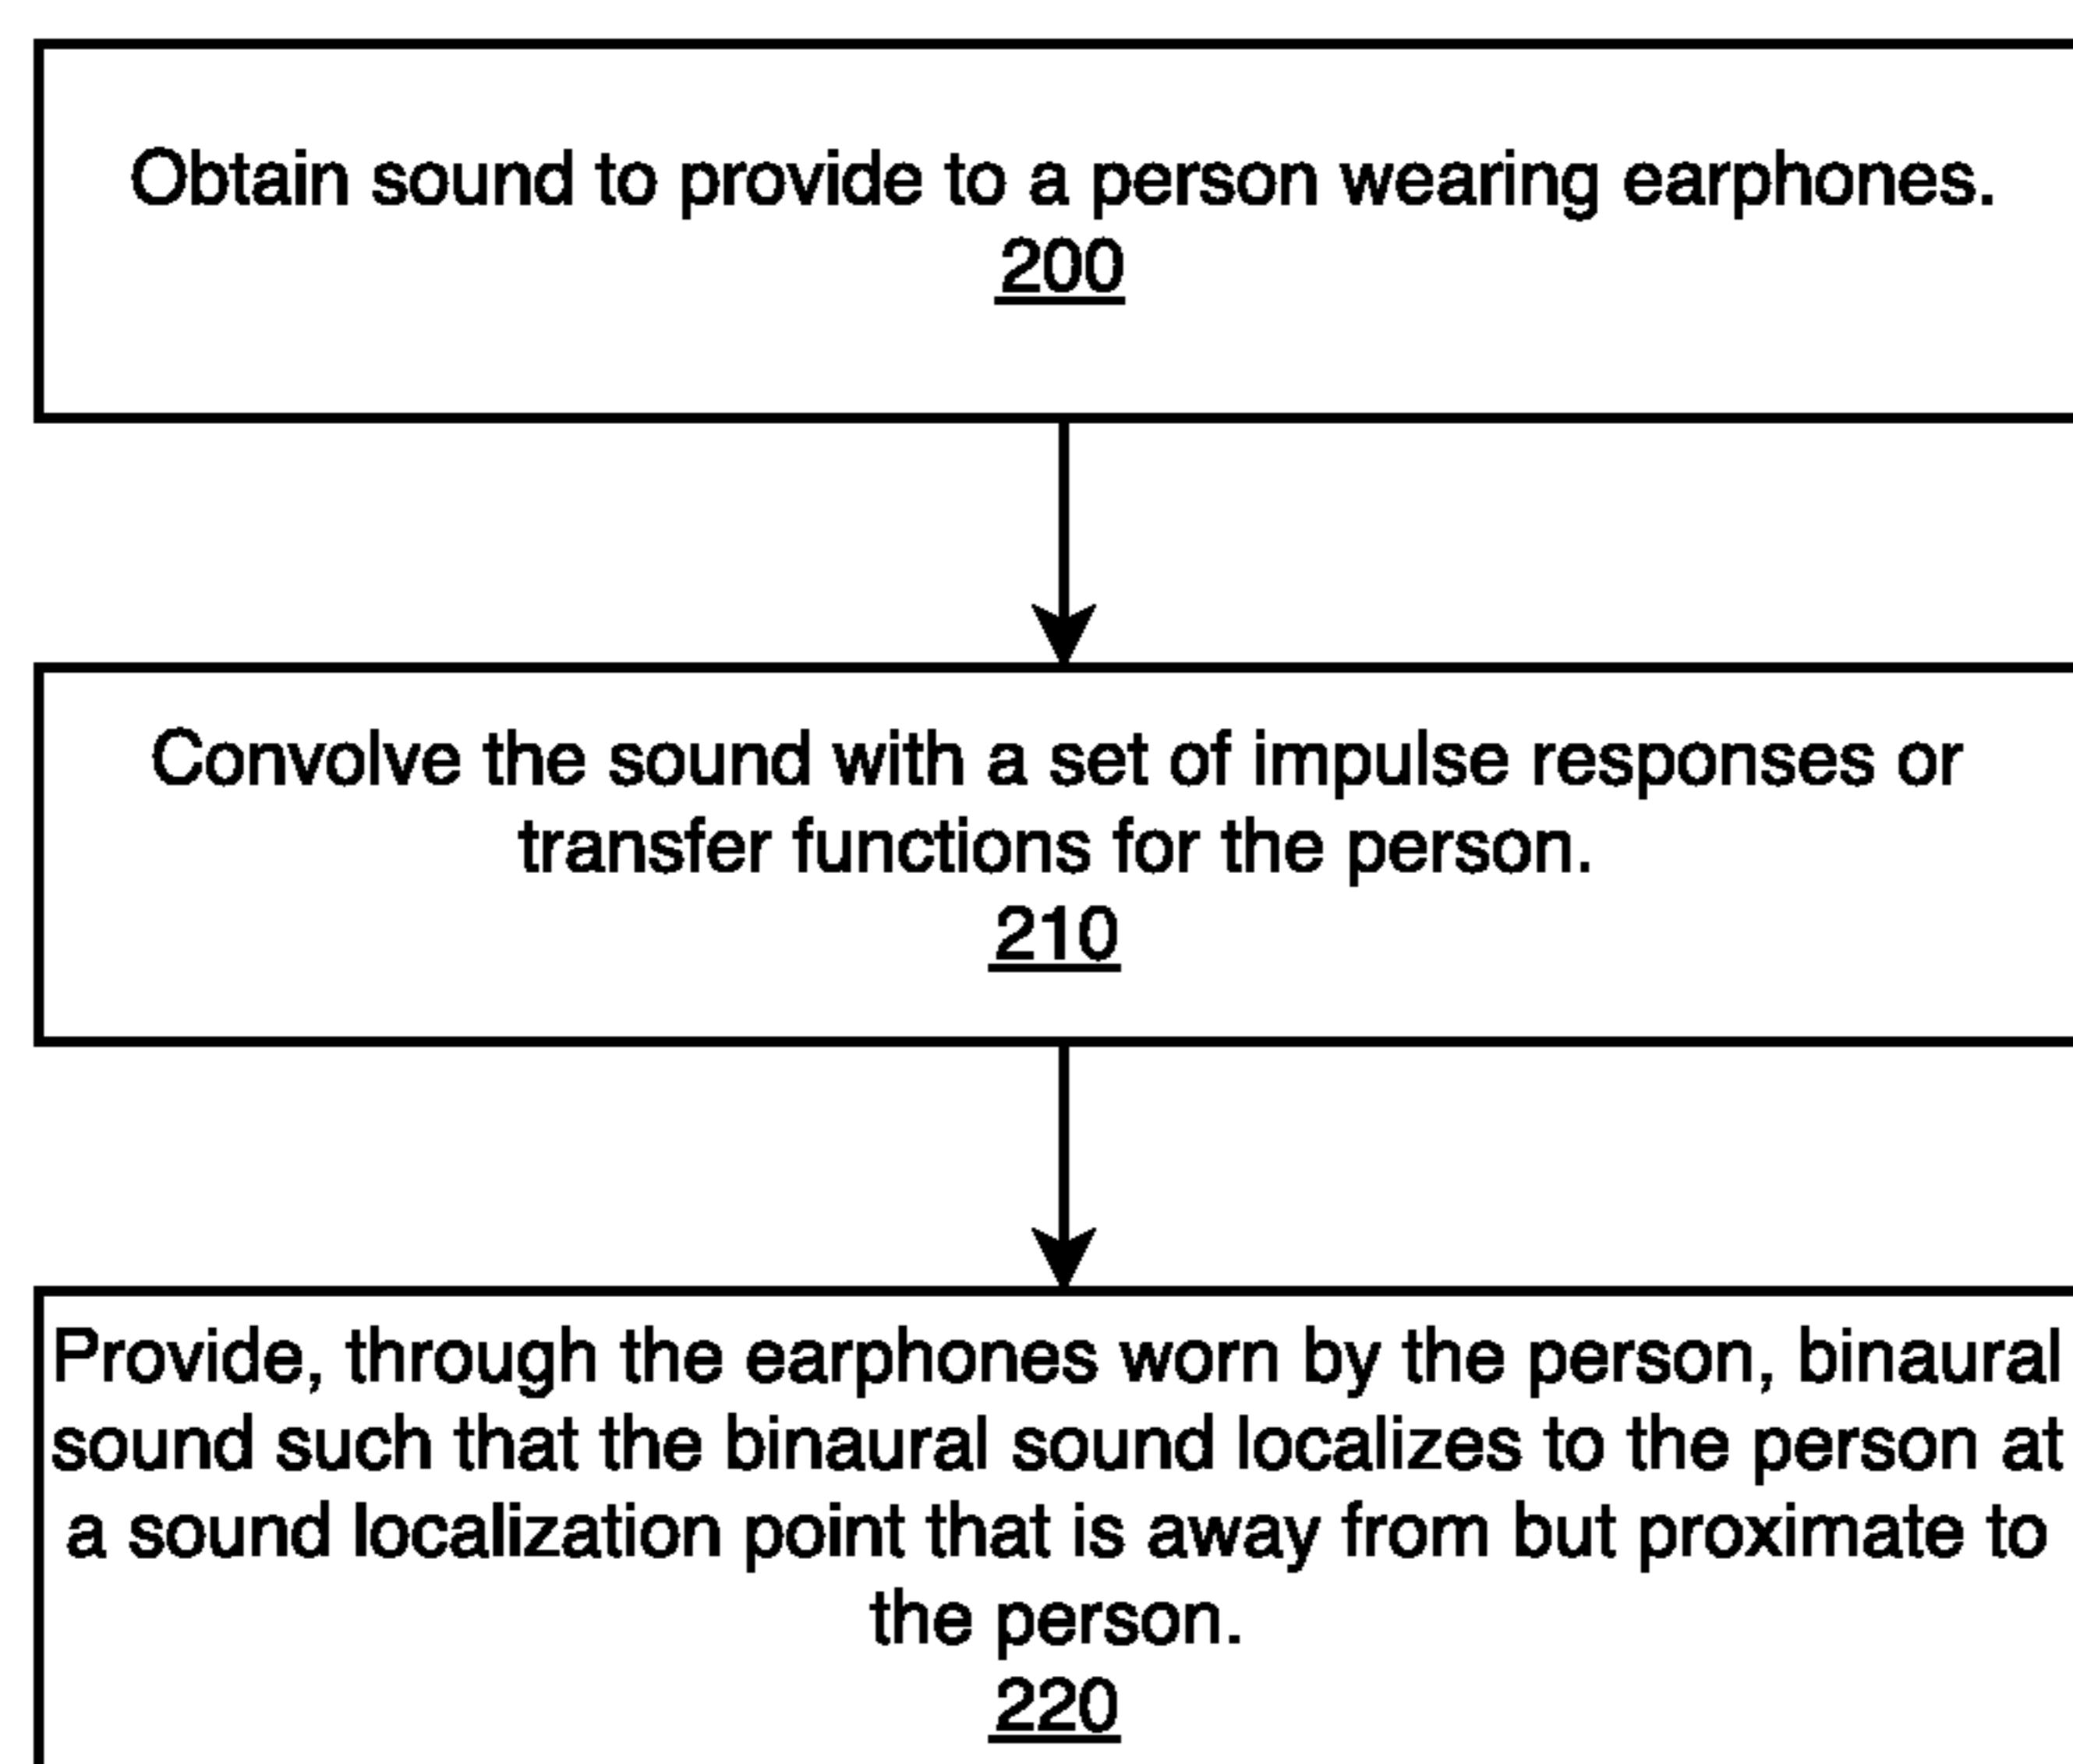 Obtain sound to provide to a person wearing earphones.
200
Convolve the sound with a set of impulse responses or
transfer functions for the person.
210
Provide, through the earphones worn by the person, binaural
sound such that the binaural sound localizes to the person at
a sound localization point that is away from but proximate to
the person.
220